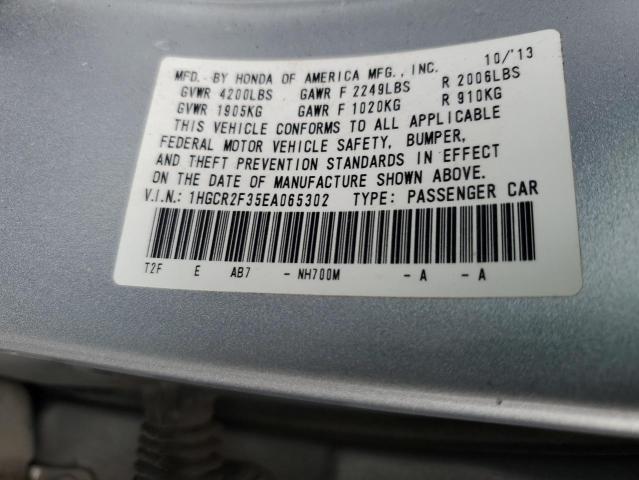 MFD. BY HONDA OF AMERICA MFG., INC. 10/'13
GVWR 4200LBS GAWR F 2249LBS R 2006LBS
GVWR 1905KG GAWR F 1020KG R 910KG
THIS VEHICLE CONFORMS TO ALL APPLICABLE
FEDERAL MOTOR VEHICLE SAFETY, BUMPER,
AND THEFT PREVENTION STANDARDS IN EFFECT
ON THE DATE OF MANUFACTURE SHOWN ABOVE.
V.I.N.: 1HGCR2F35EA065302 TYPE: PASSENGER CAR
T2F E AB7 - NH700M - A - A